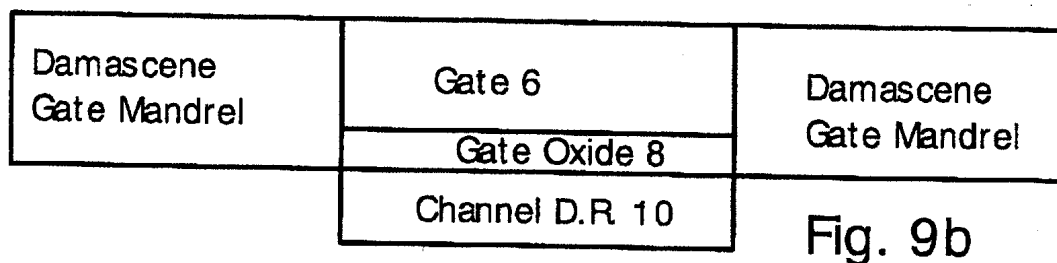 Damascene
Gate Mandrel
Gate 6
Gate Oxide 8
Channel D.R. 10
Damascene
Gate Mandrel
Fig. 9b